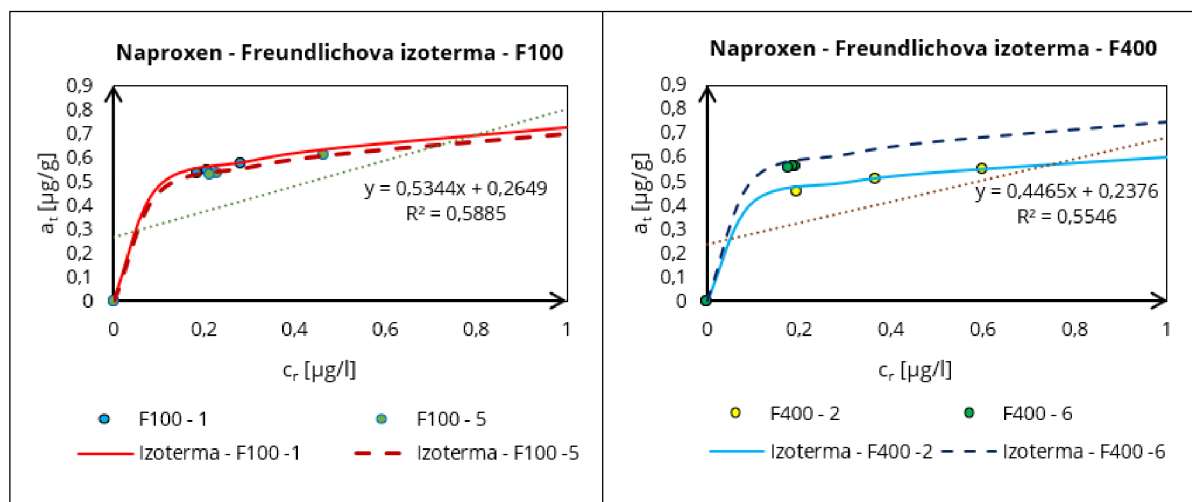 Naproxen - Freundlichova izoterma - F100
0,9
0,8
0,7
0,6
0,5
0,4
0,3
0,2
0,1
0
a_t [µg/g]
y = 0,5344x + 0,2649
R² = 0,5885
0 0,2 0,4 0,6 0,8 1
c_r [µg/l]
F100 - 1 F100 - 5
Izoterma - F100 -1 Izoterma - F100 -5
Naproxen - Freundlichova izoterma - F400
0,9
0,8
0,7
0,6
0,5
0,4
0,3
0,2
0,1
0
a_t [µg/g]
y = 0,4465x + 0,2376
R² = 0,5546
0 0,2 0,4 0,6 0,8 1
c_r [µg/l]
F400 - 2 F400 - 6
Izoterma - F400 -2 Izoterma - F400 -6